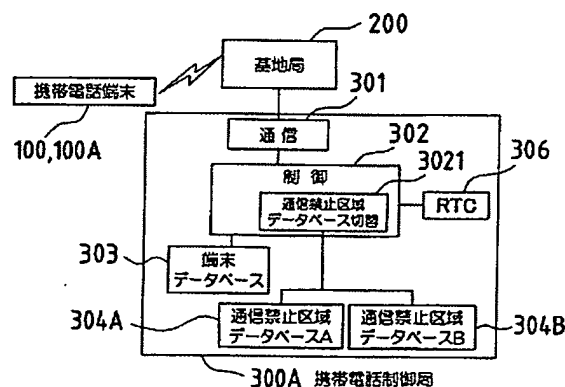 200
基地局
携帯電話端末
100,100A
301
通信
302
制御
3021
通信禁止区域
データベース切替
306
RTC
303
端末
データベース
304A
通信禁止区域
データベースA
通信禁止区域
データベースB
304B
300A 携帯電話制御局